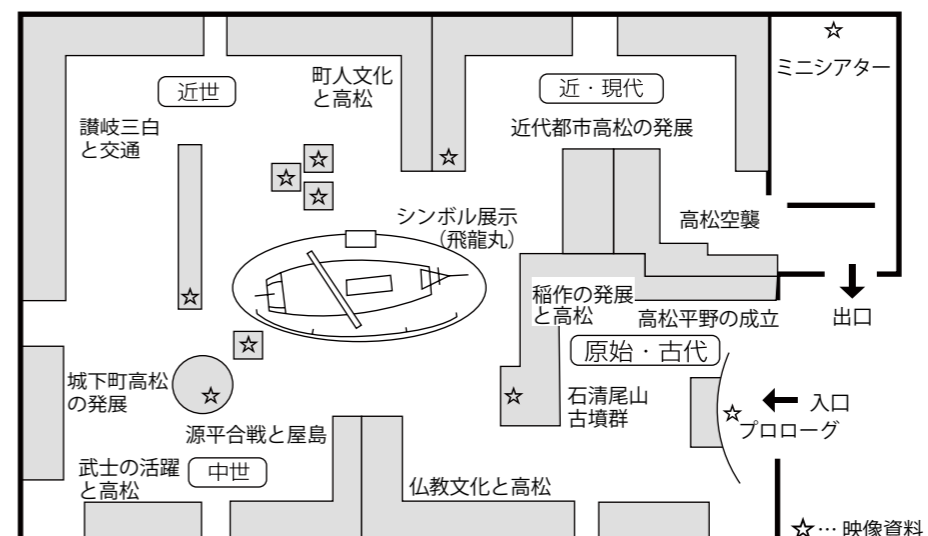 ☆
ミニシアター
近世
町人文化
と高松
近・現代
近代都市高松の発展
讃岐三白
と交通
☆
☆
☆
☆
シンボル展示
（飛龍丸）
高松空襲
☆
稲作の発展
と高松
高松平野の成立
出口
☆
原始・古代
城下町高松
の発展
☆
☆
石清尾山
古墳群
☆
入口
プロローグ
源平合戦と屋島
武士の活躍
と高松
中世
仏教文化と高松
☆… 映像資料